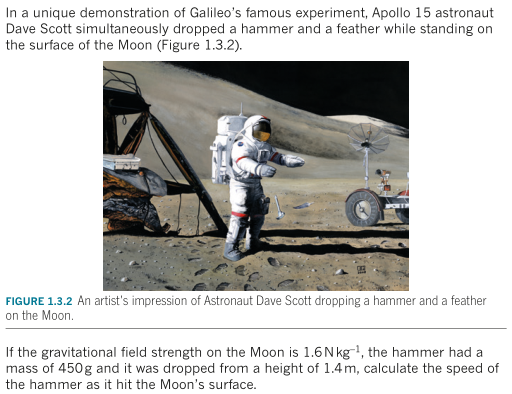 In a unique demonstration of Galileo’s famous experiment, Apollo 15 astronaut
Dave Scott simultaneously dropped a hammer and a feather while standing on
the surface of the Moon (Figure 1.3.2).
FIGURE 1.3.2 An artist’s impression of Astronaut Dave Scott dropping a hammer and a feather
on the Moon.
If the gravitational field strength on the Moon is 1.6 N kg⁻¹, the hammer had a
mass of 450 g and it was dropped from a height of 1.4 m, calculate the speed of
the hammer as it hit the Moon’s surface.